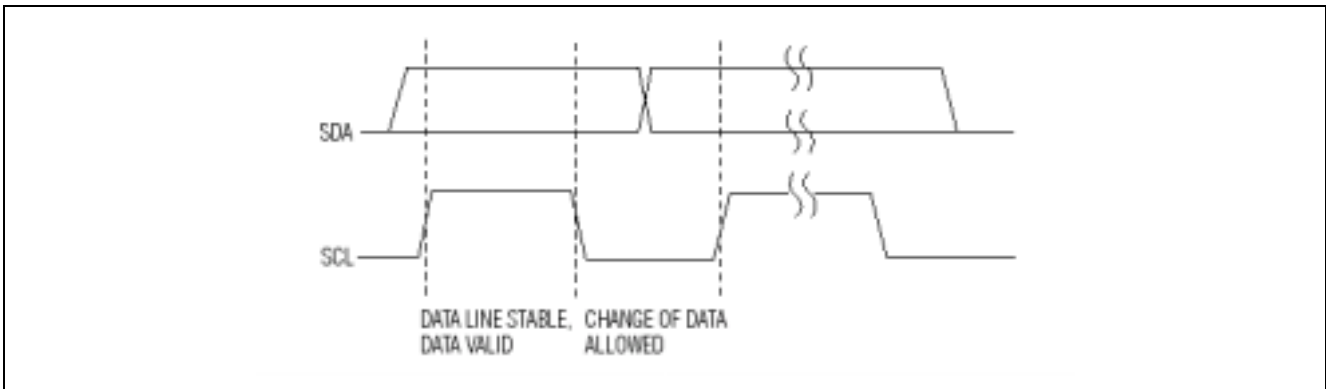 SDA
SCL
DATA LINE STABLE,
DATA VALID
CHANGE OF DATA
ALLOWED